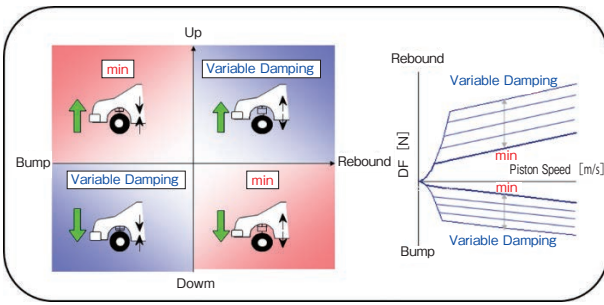 Up
min
Variable Damping
Bump
Rebound
Variable Damping
min
Dowm
Rebound
Variable Damping
DF [N]
min
Piston Speed [m/s]
min
Variable Damping
Bump